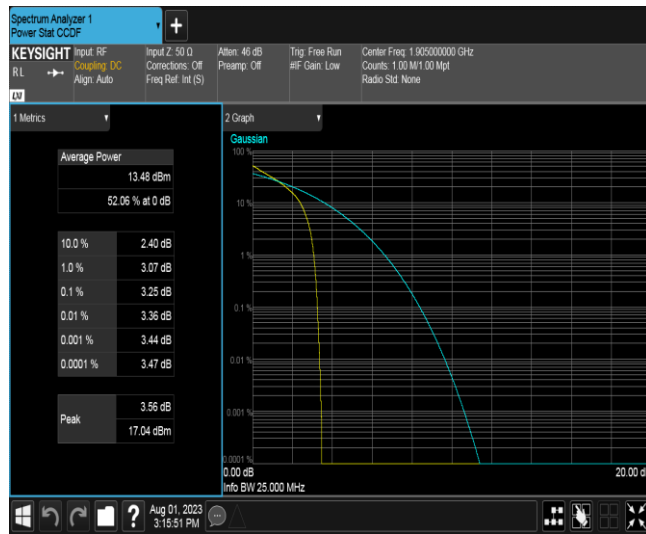 Spectrum Analyzer 1
Power Stat CCDF
+
KEYSIGHT
RL
LXI
Input: RF
Coupling: DC
Align: Auto
Input Z: 50 Ω
Corrections: Off
Freq Ref: Int (S)
Atten: 46 dB
Preamp: Off
Trig: Free Run
#IF Gain: Low
Center Freq: 1.905000000 GHz
Counts: 1.00 M/1.00 Mpt
Radio Std: None
1 Metrics
Average Power
13.48 dBm
52.06 % at 0 dB
10.0 % 2.40 dB
1.0 % 3.07 dB
0.1 % 3.25 dB
0.01 % 3.36 dB
0.001 % 3.44 dB
0.0001 % 3.47 dB
Peak
3.56 dB
17.04 dBm
2 Graph
Gaussian
100 %
10 %
1 %
0.1 %
0.01 %
0.001 %
0.0001 %
0.00 dB
20.00 d
Info BW 25.000 MHz
?
Aug 01, 2023
3:15:51 PM